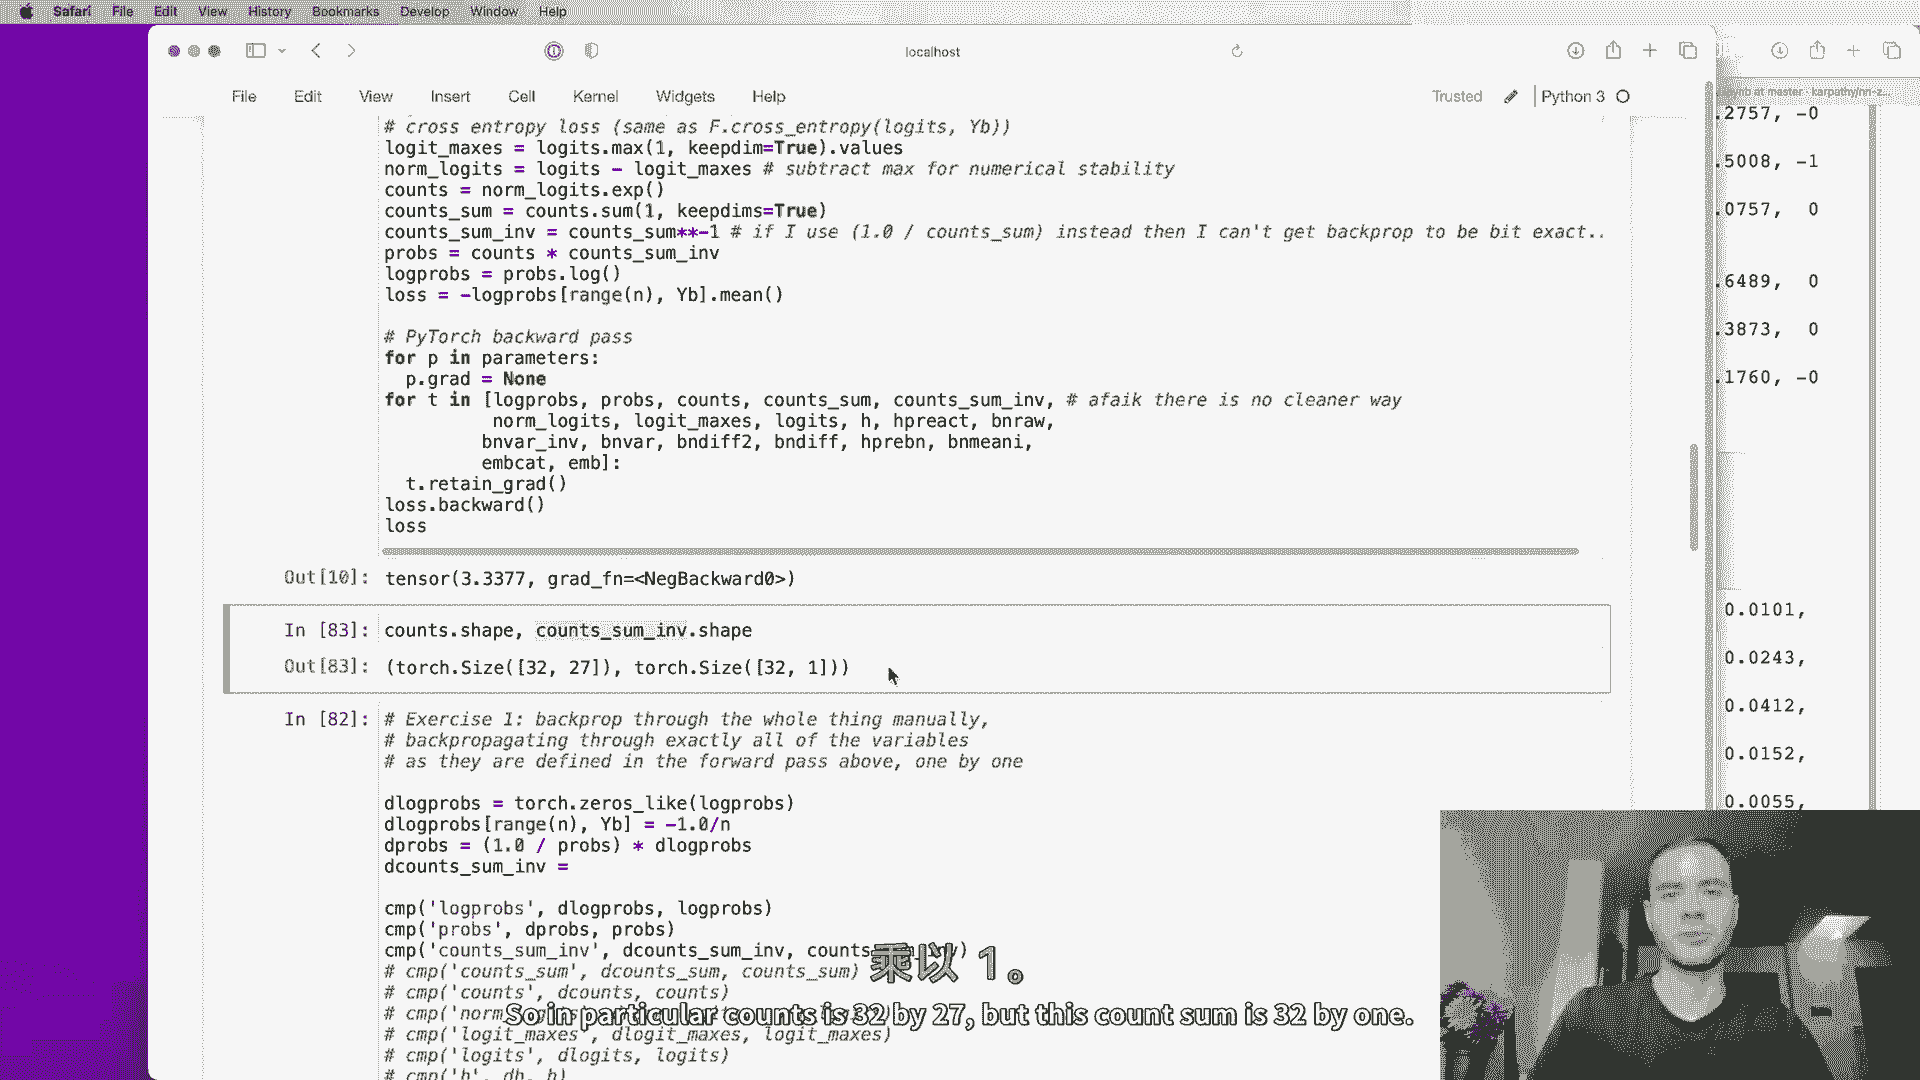 Safari File Edit View History Bookmarks Develop Window Help
localhost
File Edit View Insert Cell Kernel Widgets Help
Trusted Python 3
# cross entropy loss (same as F.cross_entropy(logits, Yb))
logit_maxes = logits.max(1, keepdim=True).values
norm_logits = logits - logit_maxes # subtract max for numerical stability
counts = norm_logits.exp()
counts_sum = counts.sum(1, keepdims=True)
counts_sum_inv = counts_sum**-1 # if I use (1.0 / counts_sum) instead then I can't get backprop to be bit exact..
probs = counts * counts_sum_inv
logprobs = probs.log()
loss = -logprobs[range(n), Yb].mean()
# PyTorch backward pass
for p in parameters:
p.grad = None
for t in [logprobs, probs, counts, counts_sum, counts_sum_inv, # afaik there is no cleaner way
norm_logits, logit_maxes, logits, h, hpreact, bnraw,
bnvar_inv, bnvar, bndiff2, bndiff, hprebn, bnmeani,
embcat, emb]:
t.retain_grad()
loss.backward()
loss
Out[10]: tensor(3.3377, grad_fn=<NegBackward0>)
In [83]: counts.shape, counts_sum_inv.shape
Out[83]: (torch.Size([32, 27]), torch.Size([32, 1]))
In [82]: # Exercise 1: backprop through the whole thing manually,
# backpropagating through exactly all of the variables
# as they are defined in the forward pass above, one by one
dlogprobs = torch.zeros_like(logprobs)
dlogprobs[range(n), Yb] = -1.0/n
dprobs = (1.0 / probs) * dlogprobs
dcounts_sum_inv =
cmp('logprobs', dlogprobs, logprobs)
cmp('probs', dprobs, probs)
cmp('counts_sum_inv', dcounts_sum_inv, counts
# cmp('counts_sum', dcounts_sum, counts_sum)
# cmp('counts', dcounts, counts)
# cmp('norm
# cmp('logit_maxes', dlogit_maxes, logit_maxes)
# cmp('logits', dlogits, logits)
# cmp('h', dh, h)
乘以 1。
So in particular counts is 32 by 27, but this count sum is 32 by one.
ynb at master · karpathy/nn-z...
.2757, -0
.5008, -1
.0757, 0
.6489, 0
.3873, 0
.1760, -0
0.0101,
0.0243,
0.0412,
0.0152,
0.0055,